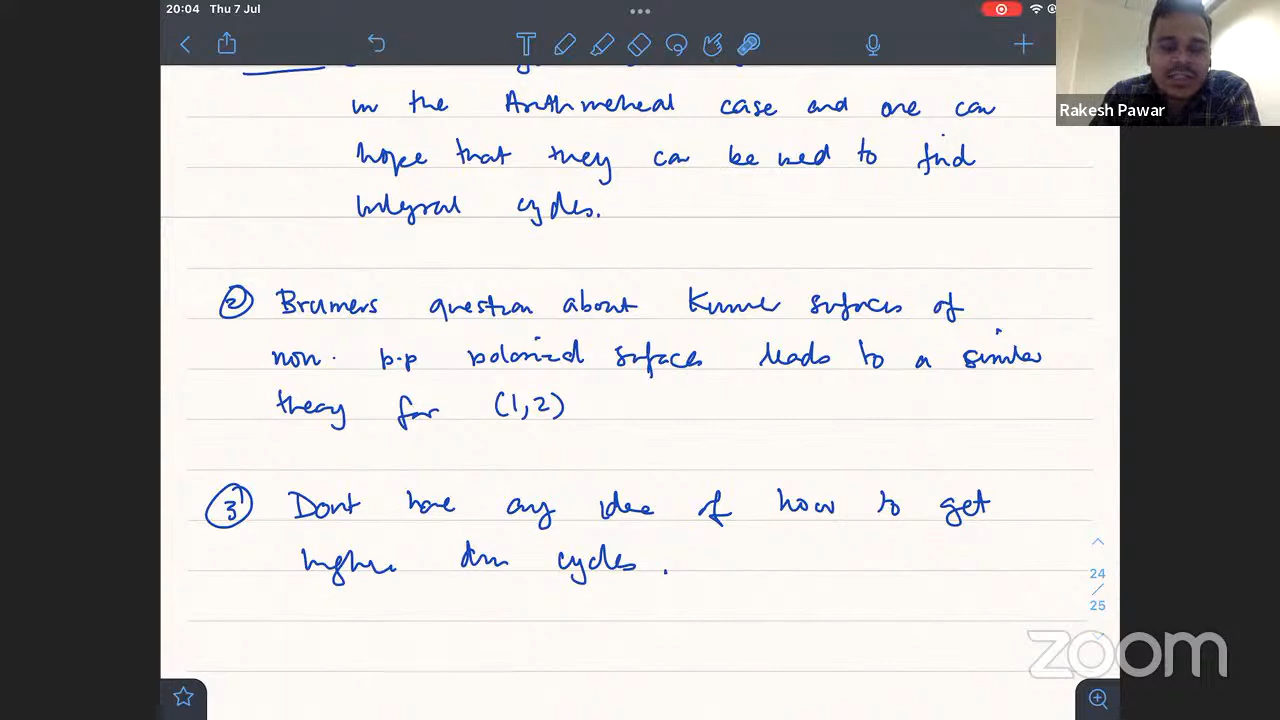 20:04 Thu 7 Jul
Rakesh Pawar
in the Arithmetical case and one can
hope that they can be used to find
integral cycles.
② Brumers question about Kummer surfaces of
non. p.p polarized surfaces leads to a similar
theory for (1,2)
③ Dont have any idea of how to get
higher dim cycles.
24
/
25
zoom